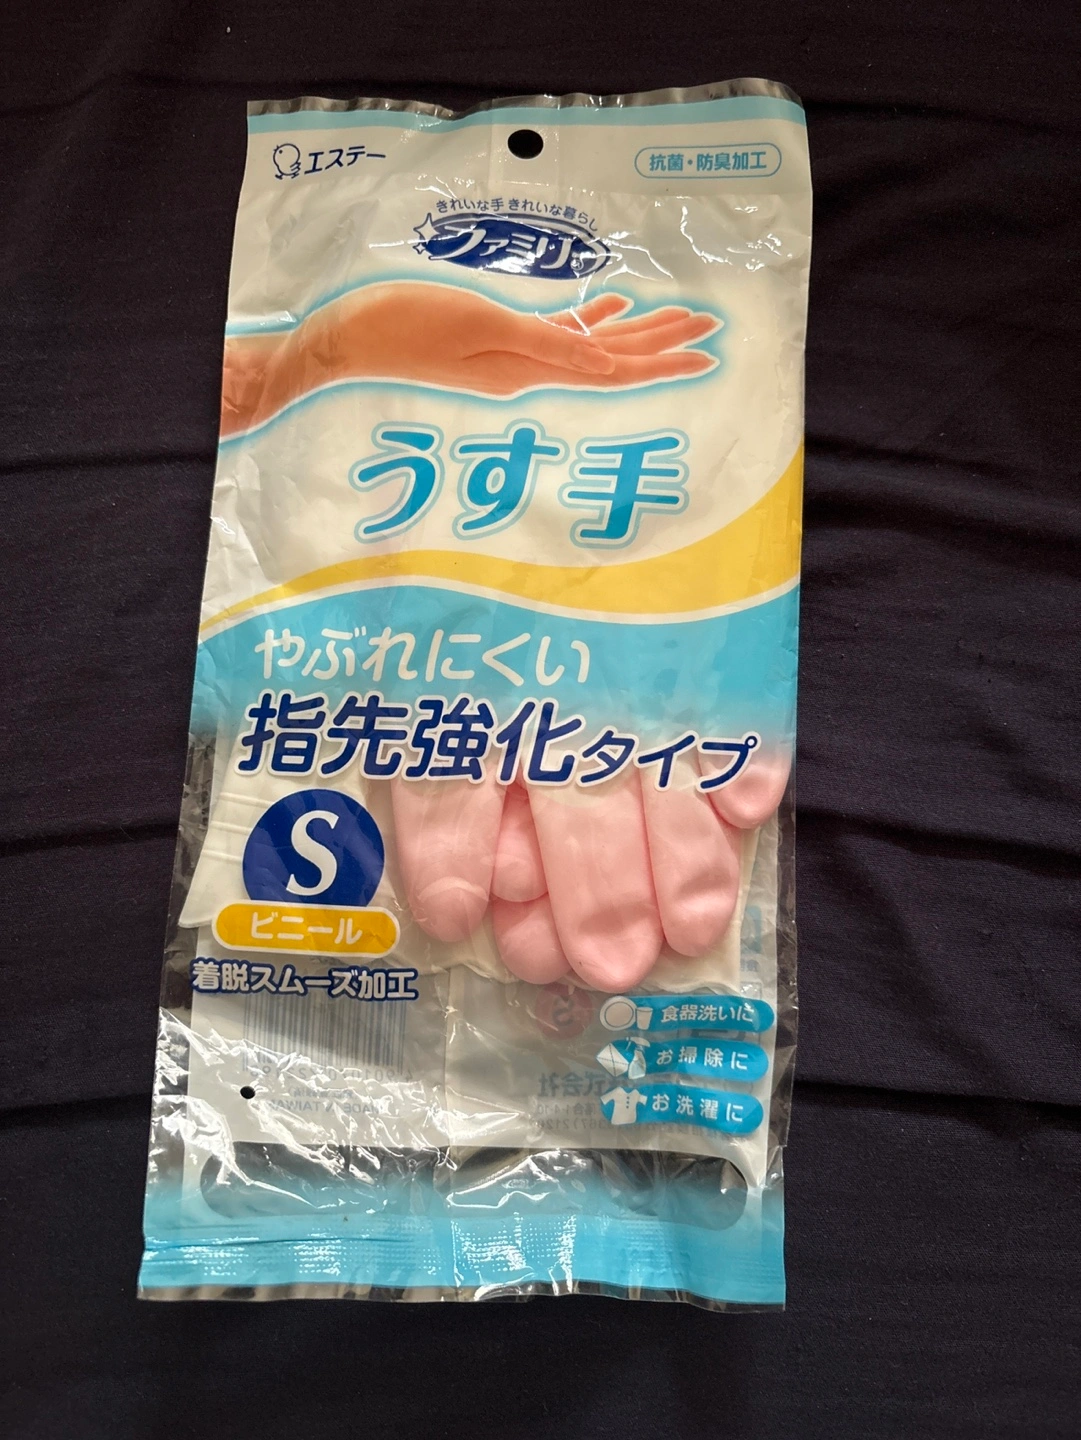 エステー
抗菌・防臭加工
きれいな手 きれいな暮らし
ファミリー
うす手
やぶれにくい
指先強化タイプ
S
ビニール
着脱スムーズ加工
食器洗いに
お掃除に
お洗濯に